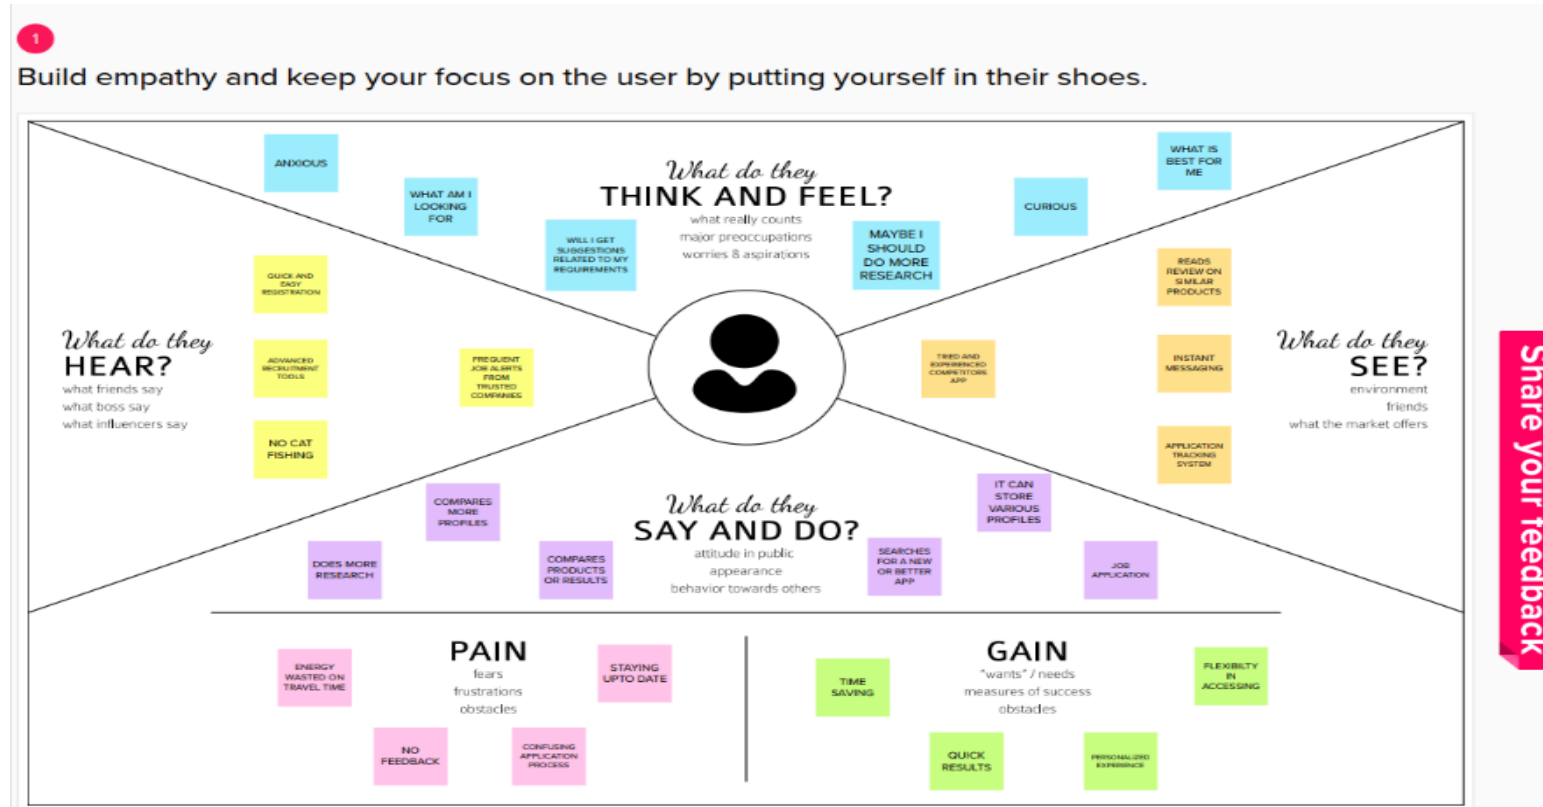 1
Build empathy and keep your focus on the user by putting yourself in their shoes.
What do they
THINK AND FEEL?
what really counts
major preoccupations
worries & aspirations
ANXIOUS
WHAT AM I
LOOKING
FOR
WILL I GET
SUGGESTIONS
RELATED TO MY
REQUIREMENTS
MAYBE I
SHOULD
DO MORE
RESEARCH
CURIOUS
WHAT IS
BEST FOR
ME
What do they
HEAR?
what friends say
what boss say
what influencers say
QUICK AND
EASY
REGISTRATION
ADVANCED
RECRUITMENT
TOOLS
NO CAT
FISHING
FREQUENT
JOB ALERTS
FROM
TRUSTED
COMPANIES
What do they
SEE?
environment
friends
what the market offers
TRIED AND
EXPERIENCED
COMPETITORS
APP
READS
REVIEW ON
SIMILAR
PRODUCTS
INSTANT
MESSAGING
APPLICATION
TRACKING
SYSTEM
What do they
SAY AND DO?
attitude in public
appearance
behavior towards others
DOES MORE
RESEARCH
COMPARES
MORE
PROFILES
COMPARES
PRODUCTS
OR RESULTS
SEARCHES
FOR A NEW
OR BETTER
APP
IT CAN
STORE
VARIOUS
PROFILES
JOB
APPLICATION
PAIN
fears
frustrations
obstacles
ENERGY
WASTED ON
TRAVEL TIME
NO
FEEDBACK
CONFUSING
APPLICATION
PROCESS
STAYING
UPTO DATE
GAIN
"wants" / needs
measures of success
obstacles
TIME
SAVING
QUICK
RESULTS
PERSONALIZED
EXPERIENCE
FLEXIBILTY
IN
ACCESSING
Share your feedback